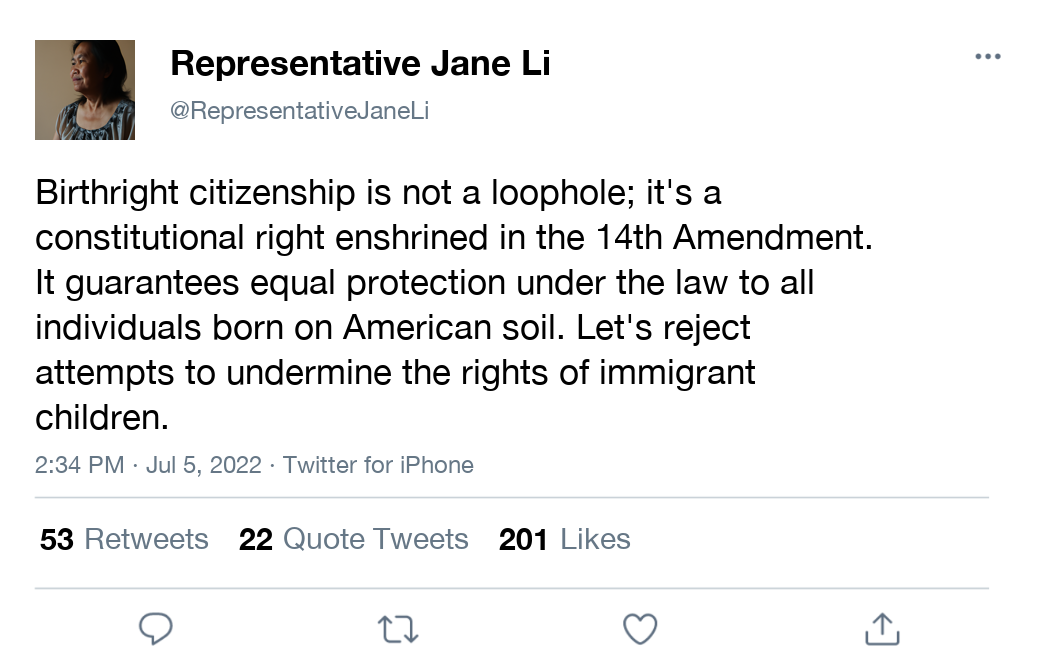 Representative Jane Li
@RepresentativeJaneLi
Birthright citizenship is not a loophole; it's a
constitutional right enshrined in the 14th Amendment.
It guarantees equal protection under the law to all
individuals born on American soil. Let's reject
attempts to undermine the rights of immigrant
children.
2:34 PM · Jul 5, 2022 · Twitter for iPhone
53 Retweets 22 Quote Tweets 201 Likes